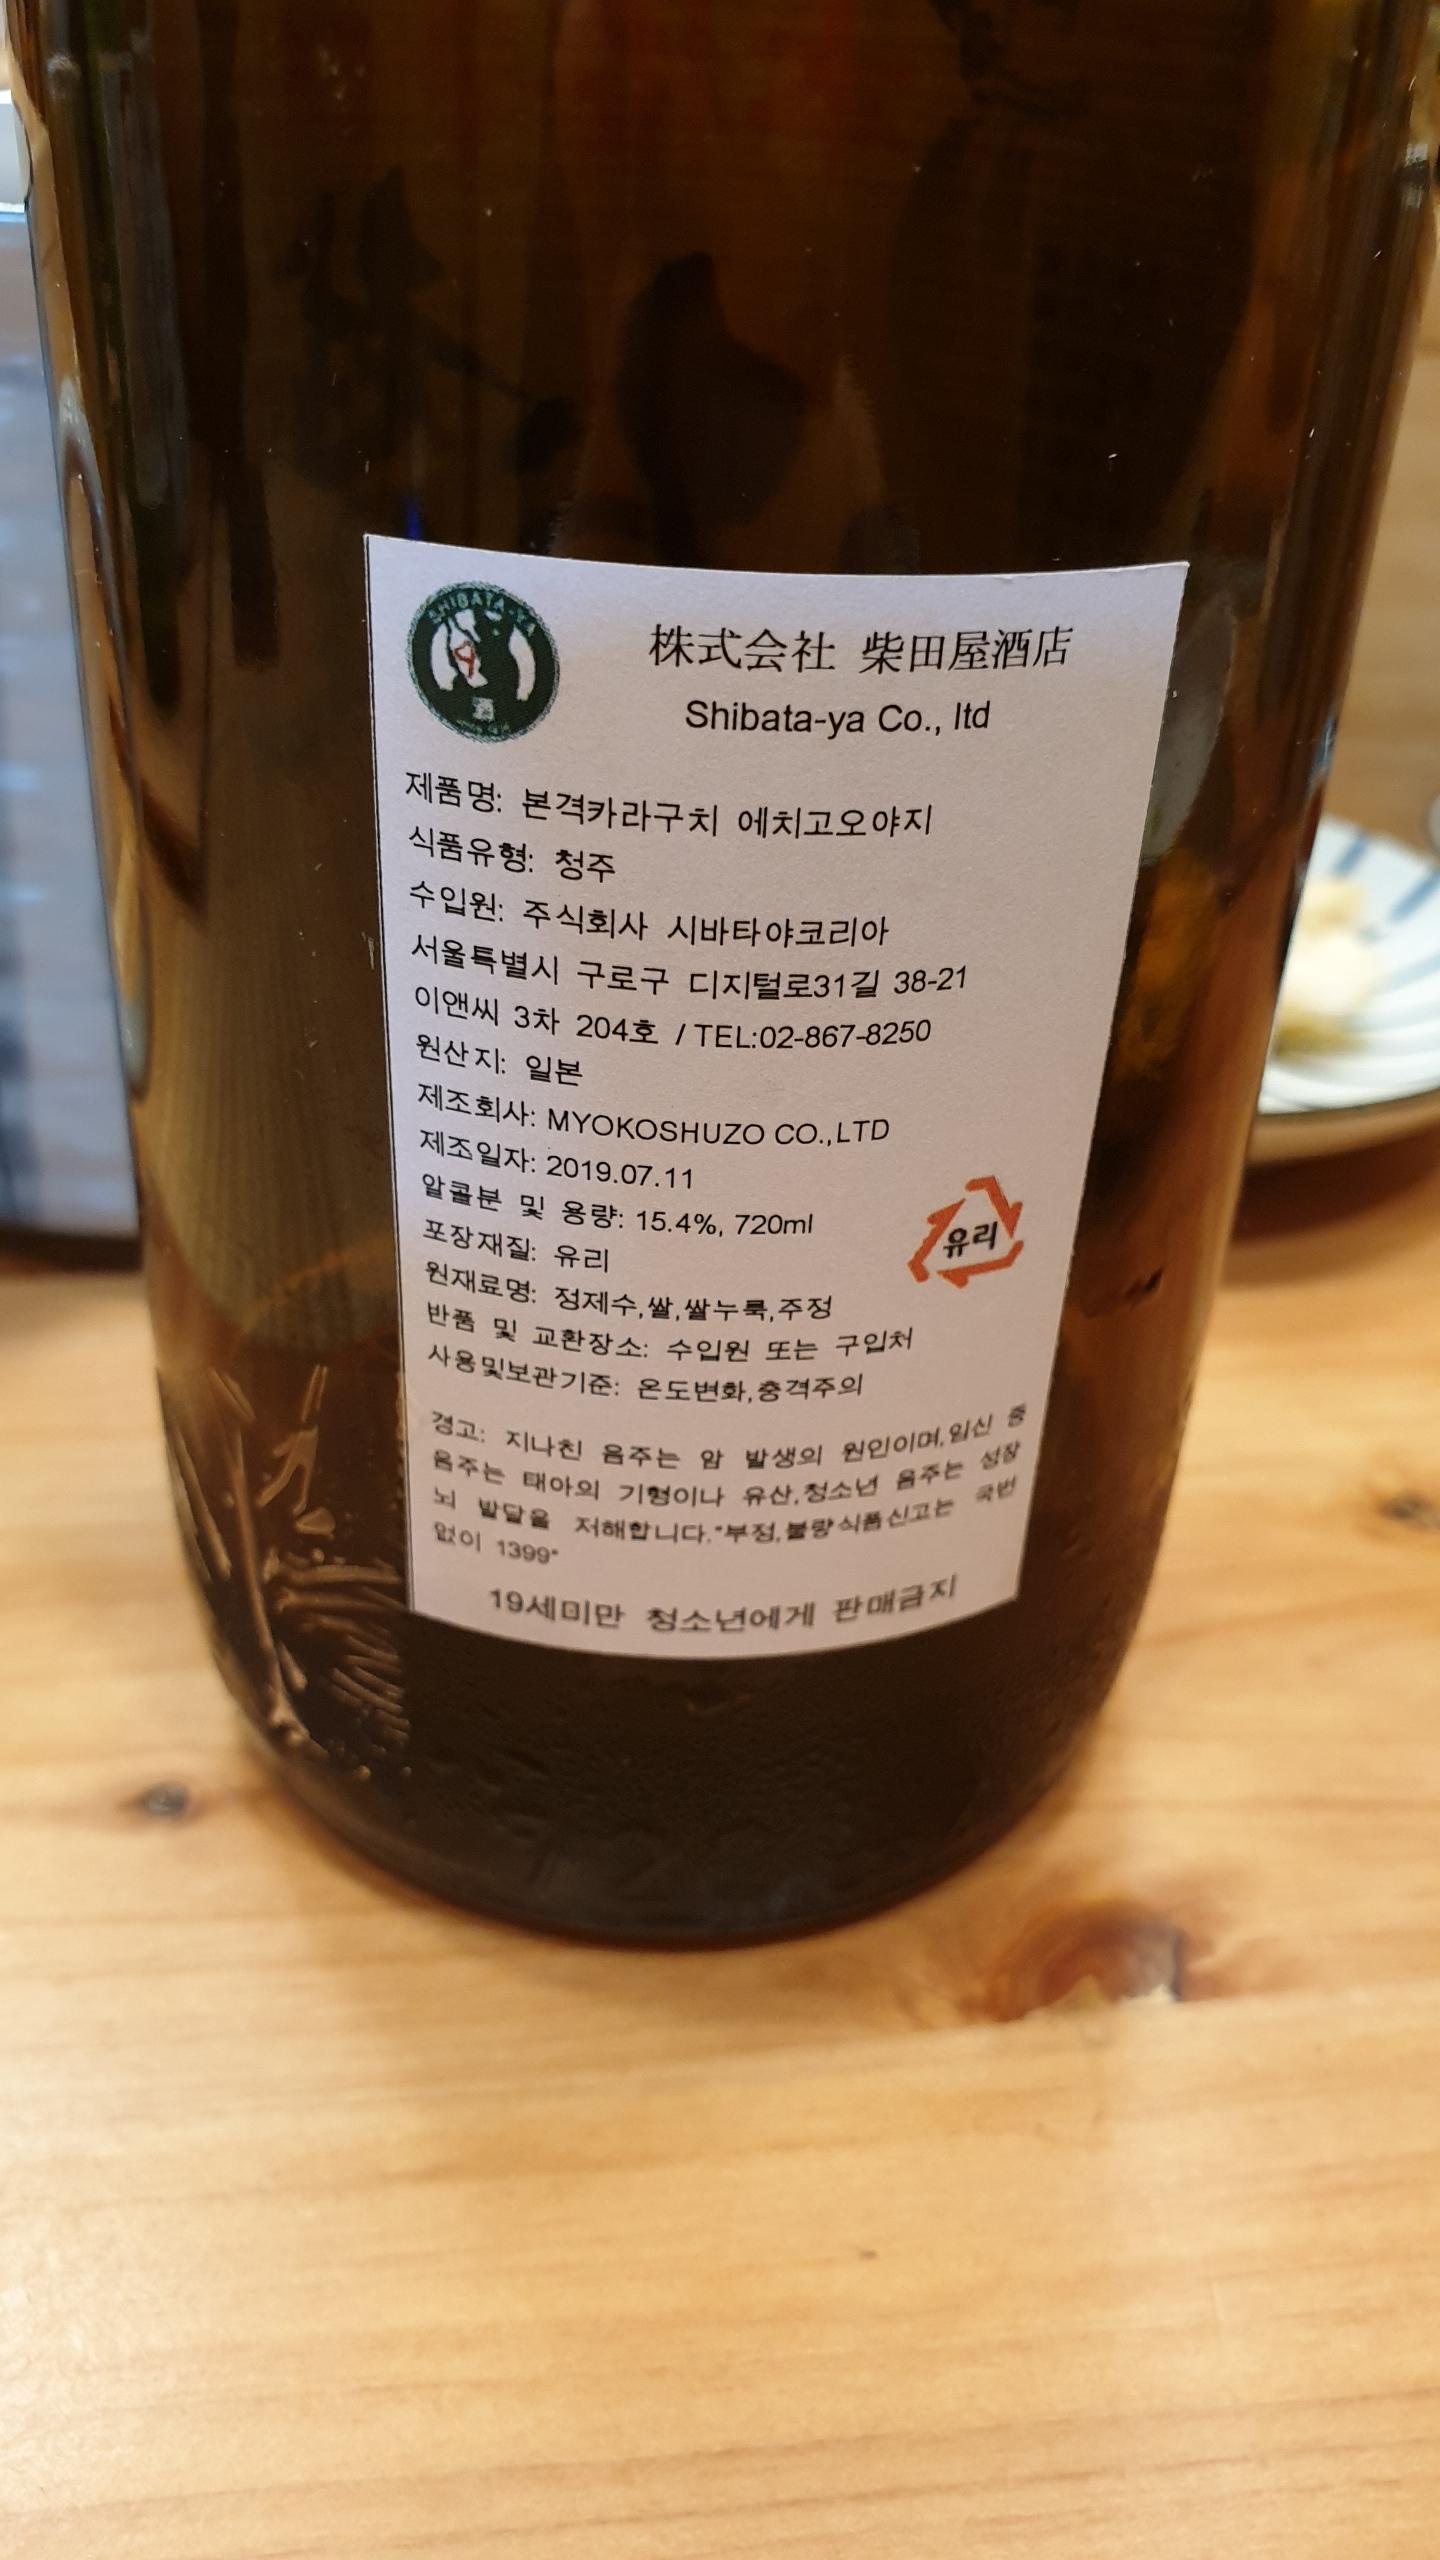 SHIBATA-YA
株式会社 柴田屋酒店
Shibata-ya Co., ltd
제품명: 본격카라구치 에치고오야지
식품유형: 청주
수입원: 주식회사 시바타야코리아
서울특별시 구로구 디지털로31길 38-21
이앤씨 3차 204호 / TEL:02-867-8250
원산지: 일본
제조회사: MYOKOSHUZO CO.,LTD
제조일자: 2019.07.11
알콜분 및 용량: 15.4%, 720ml
포장재질: 유리
유리
원재료명: 정제수,쌀,쌀누룩,주정
반품 및 교환장소: 수입원 또는 구입처
사용및보관기준: 온도변화,충격주의
경고: 지나친 음주는 암 발생의 원인이며,임신 중
음주는 태아의 기형이나 유산,청소년 음주는 성장
뇌 발달을 저해합니다."부정,불량식품신고는 국번
없이 1399"
19세미만 청소년에게 판매금지